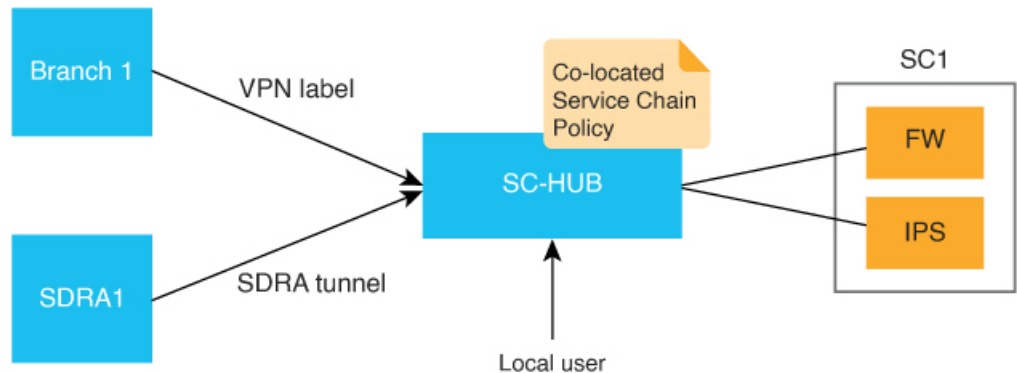 Branch 1
VPN label
Co-located
Service Chain
Policy
SC1
FW
SC-HUB
IPS
SDRA1
SDRA tunnel
Local user